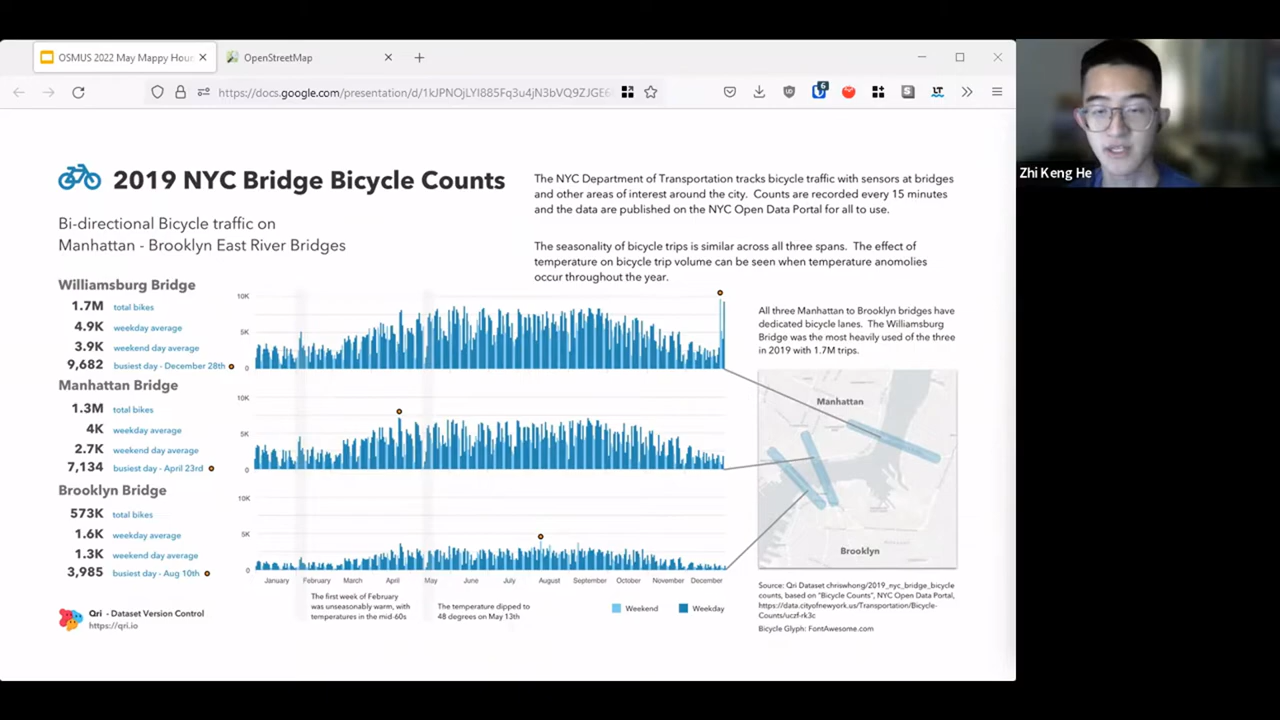 OSMUS 2022 May Mappy Hou
OpenStreetMap
https://docs.google.com/presentation/d/1kJPNOjLYI885Fq3u4jN3bVQ9ZJGE6
6
LT
Zhi Keng He
2019 NYC Bridge Bicycle Counts
Bi-directional Bicycle traffic on
Manhattan - Brooklyn East River Bridges
The NYC Department of Transportation tracks bicycle traffic with sensors at bridges
and other areas of interest around the city. Counts are recorded every 15 minutes
and the data are published on the NYC Open Data Portal for all to use.
The seasonality of bicycle trips is similar across all three spans. The effect of
temperature on bicycle trip volume can be seen when temperature anomolies
occur throughout the year.
Williamsburg Bridge
1.7M total bikes
4.9K weekday average
3.9K weekend day average
9,682 busiest day - December 28th
10K
5K
0
Manhattan Bridge
1.3M total bikes
4K weekday average
2.7K weekend day average
7,134 busiest day - April 23rd
10K
5K
0
Brooklyn Bridge
573K total bikes
1.6K weekday average
1.3K weekend day average
3,985 busiest day - Aug 10th
10K
5K
0
January February March April May June July August September October November December
The first week of February
was unseasonably warm, with
temperatures in the mid-60s
The temperature dipped to
48 degrees on May 13th
Weekend Weekday
All three Manhattan to Brooklyn bridges have
dedicated bicycle lanes. The Williamsburg
Bridge was the most heavily used of the three
in 2019 with 1.7M trips.
Manhattan
Brooklyn
Source: Qri Dataset chriswhong/2019_nyc_bridge_bicycle
counts, based on "Bicycle Counts", NYC Open Data Portal,
https://data.cityofnewyork.us/Transportation/Bicycle-
Counts/uczf-rk3c
Bicycle Glyph: FontAwesome.com
Qri - Dataset Version Control
https://qri.io